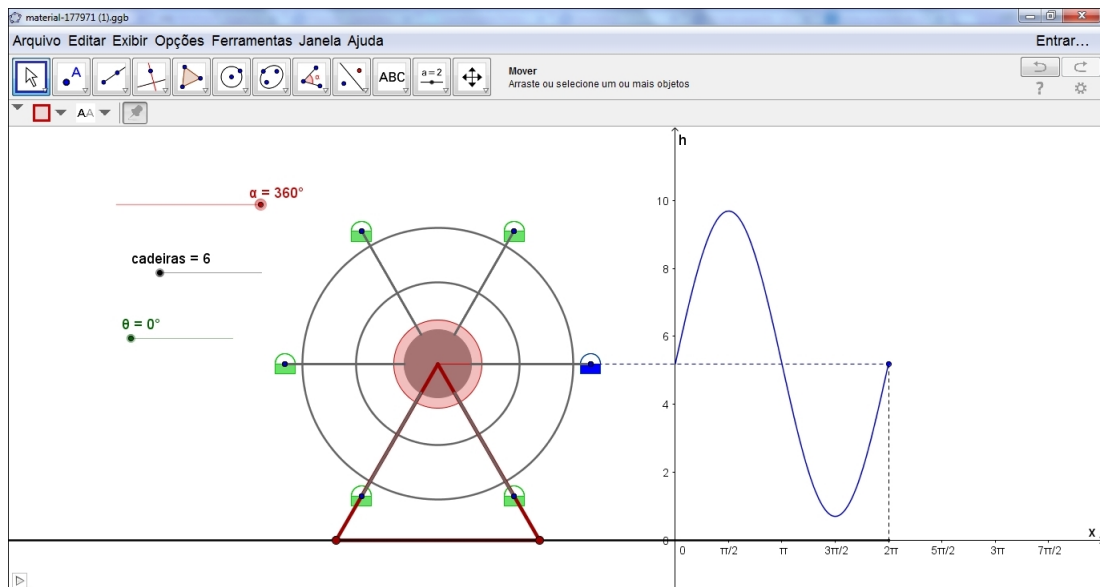 material-177971 (1).ggb
Arquivo Editar Exibir Opções Ferramentas Janela Ajuda
Entrar...
A
ABC
a=2
Mover
Arraste ou selecione um ou mais objetos
?
AA
α = 360°
cadeiras = 6
θ = 0°
h
10
8
6
4
2
0
x
0 π/2 π 3π/2 2π 5π/2 3π 7π/2